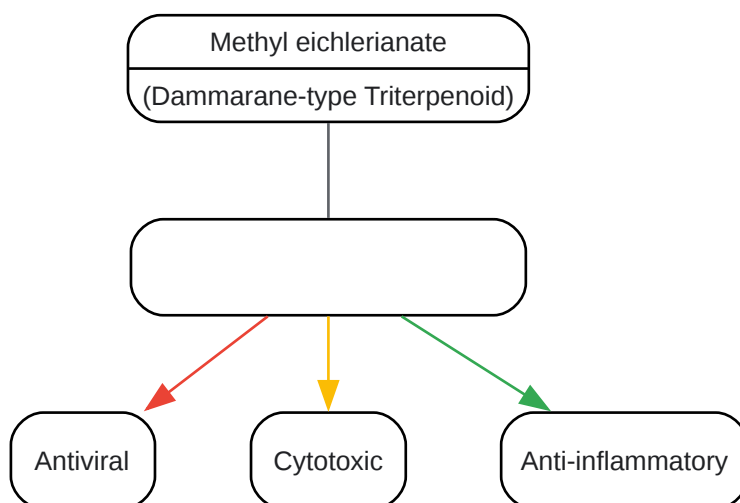 Methyl eichlerianate
(Dammarane-type Triterpenoid)
Antiviral
Cytotoxic
Anti-inflammatory